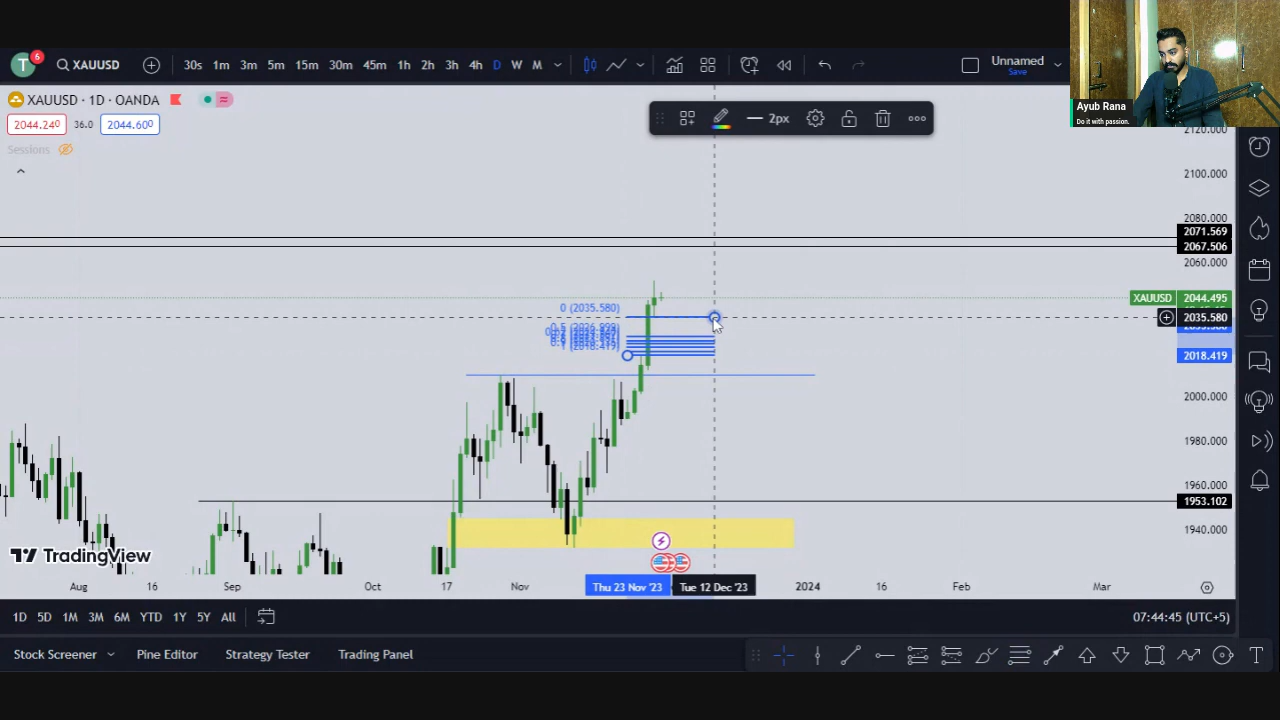 T 6 XAUUSD 30s 1m 3m 5m 15m 30m 45m 1h 2h 3h 4h D W M Unnamed
Save
Ayub Rana
Do it with passion.
XAUUSD · 1D · OANDA
2044.240 36.0 2044.600
Sessions
2px
2120.000
2100.000
2080.000
2071.569
2067.506
2060.000
XAUUSD 2044.495
0 (2035.580)
2035.580
1 (2018.419)
2018.419
2000.000
1980.000
1960.000
1953.102
1940.000
TradingView
Aug 16 Sep Oct 17 Nov Thu 23 Nov '23 Tue 12 Dec '23 2024 16 Feb Mar
1D 5D 1M 3M 6M YTD 1Y 5Y All 07:44:45 (UTC+5)
Stock Screener Pine Editor Strategy Tester Trading Panel T